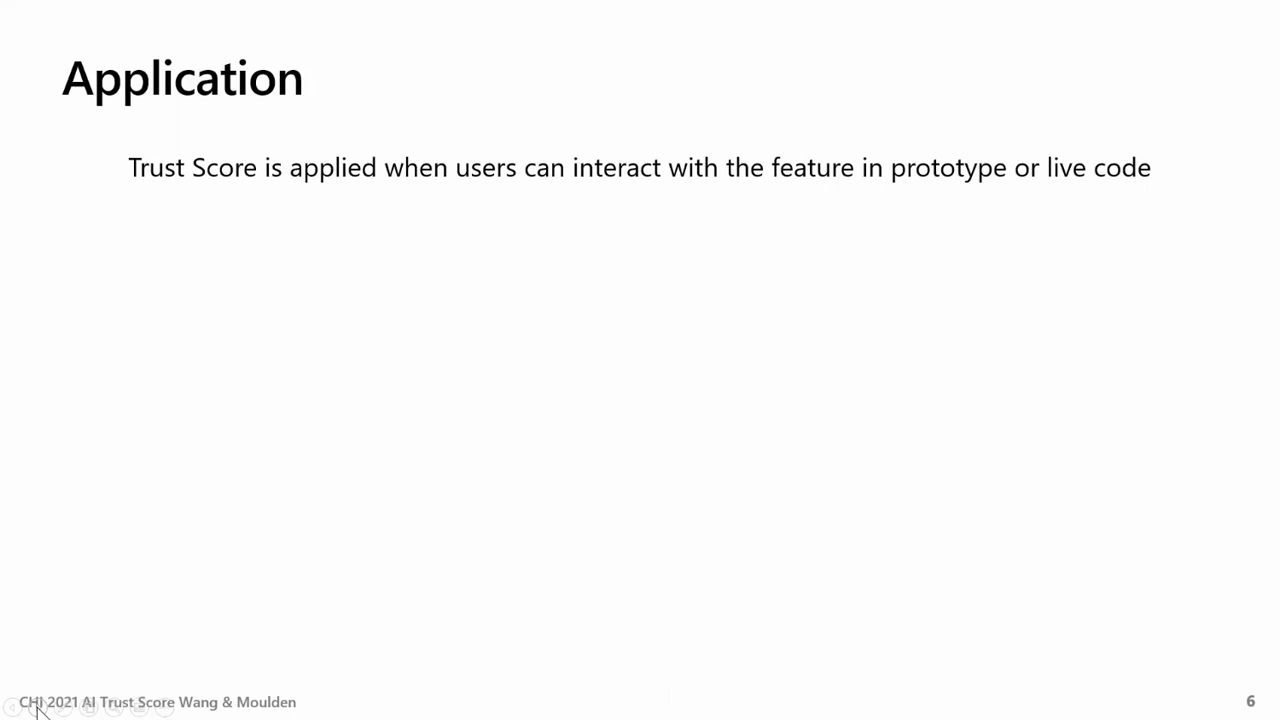 Application
Trust Score is applied when users can interact with the feature in prototype or live code
CHI 2021 AI Trust Score Wang & Moulden
6